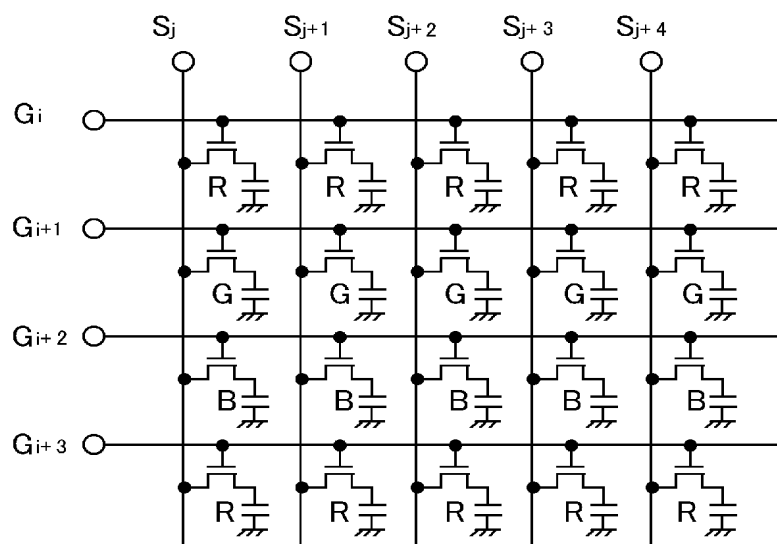 Sj Sj+1 Sj+2 Sj+3 Sj+4
Gi
R R R R R
Gi+1
G G G G G
Gi+2
B B B B B
Gi+3
R R R R R